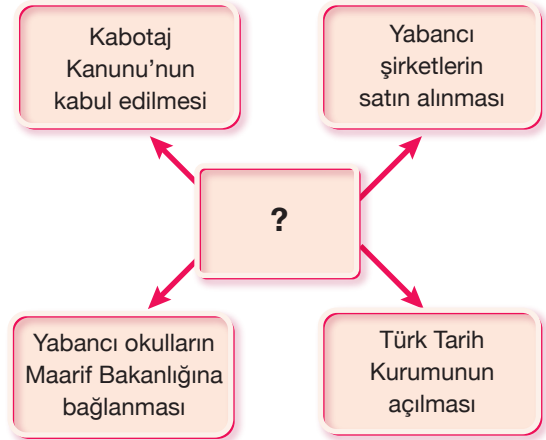 Kabotaj
Kanunu’nun
kabul edilmesi
Yabancı
şirketlerin
satın alınması
?
Yabancı okulların
Maarif Bakanlığına
bağlanması
Türk Tarih
Kurumunun
açılması